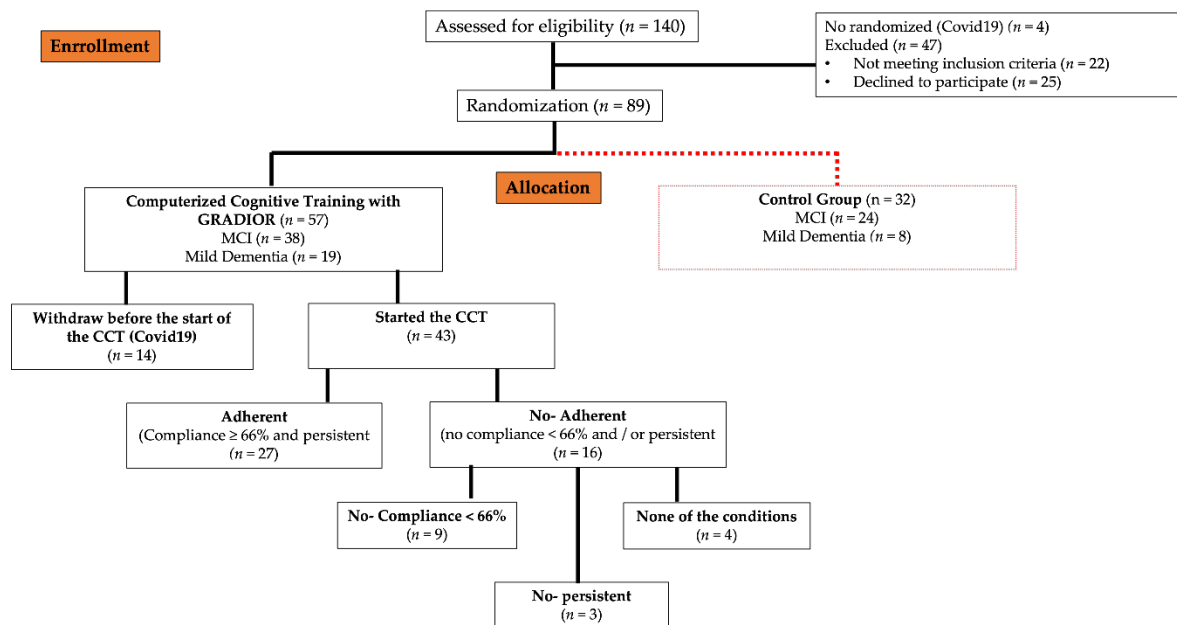 Enrrollment
Assessed for eligibility (n = 140)
No randomized (Covid19) (n = 4)
Excluded (n = 47)
• Not meeting inclusion criteria (n = 22)
• Declined to participate (n = 25)
Randomization (n = 89)
Allocation
Computerized Cognitive Training with
GRADIOR (n = 57)
MCI (n = 38)
Mild Dementia (n = 19)
Control Group (n = 32)
MCI (n = 24)
Mild Dementia (n = 8)
Withdraw before the start of
the CCT (Covid19)
(n = 14)
Started the CCT
(n = 43)
Adherent
(Compliance ≥ 66% and persistent
(n = 27)
No- Adherent
(no compliance < 66% and / or persistent
(n = 16)
No- Compliance < 66%
(n = 9)
None of the conditions
(n = 4)
No- persistent
(n = 3)